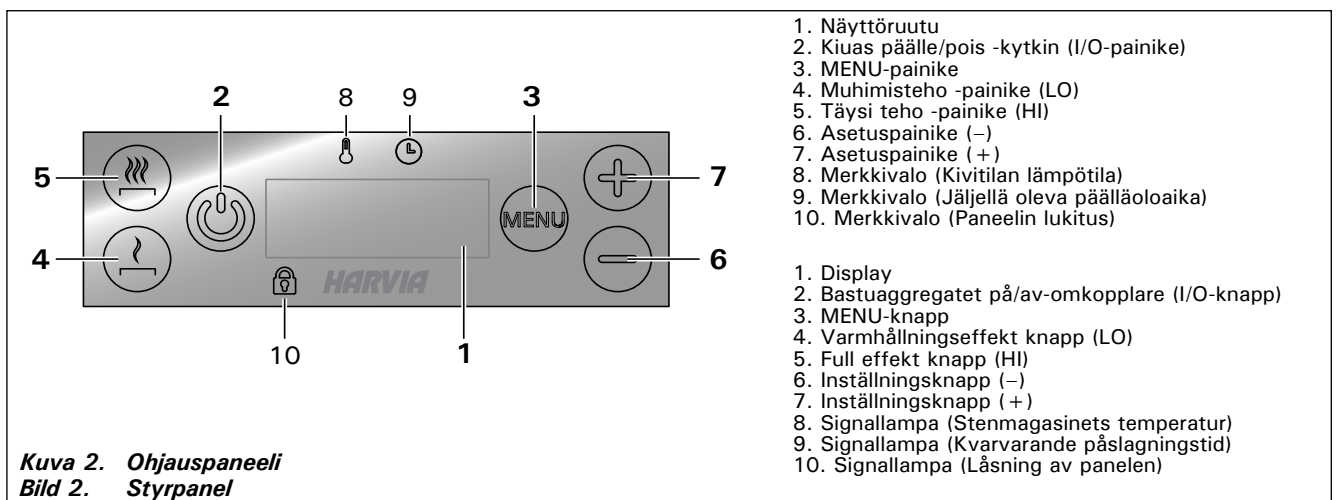 2
8
9
3
5
7
MENU
4
6
HARVIA
10
1
1. Näyttöruutu
2. Kiuas päälle/pois -kytkin (I/O-painike)
3. MENU-painike
4. Muhimisteho -painike (LO)
5. Täysi teho -painike (HI)
6. Asetuspainike (−)
7. Asetuspainike (+)
8. Merkkivalo (Kivitilan lämpötila)
9. Merkkivalo (Jäljellä oleva päälläoloaika)
10. Merkkivalo (Paneelin lukitus)
1. Display
2. Bastuaggregatet på/av-omkopplare (I/O-knapp)
3. MENU-knapp
4. Varmhållningseffekt knapp (LO)
5. Full effekt knapp (HI)
6. Inställningsknapp (−)
7. Inställningsknapp (+)
8. Signallampa (Stenmagasinets temperatur)
9. Signallampa (Kvarvarande påslagningstid)
10. Signallampa (Låsning av panelen)
Kuva 2. Ohjauspaneeli
Bild 2. Styrpanel